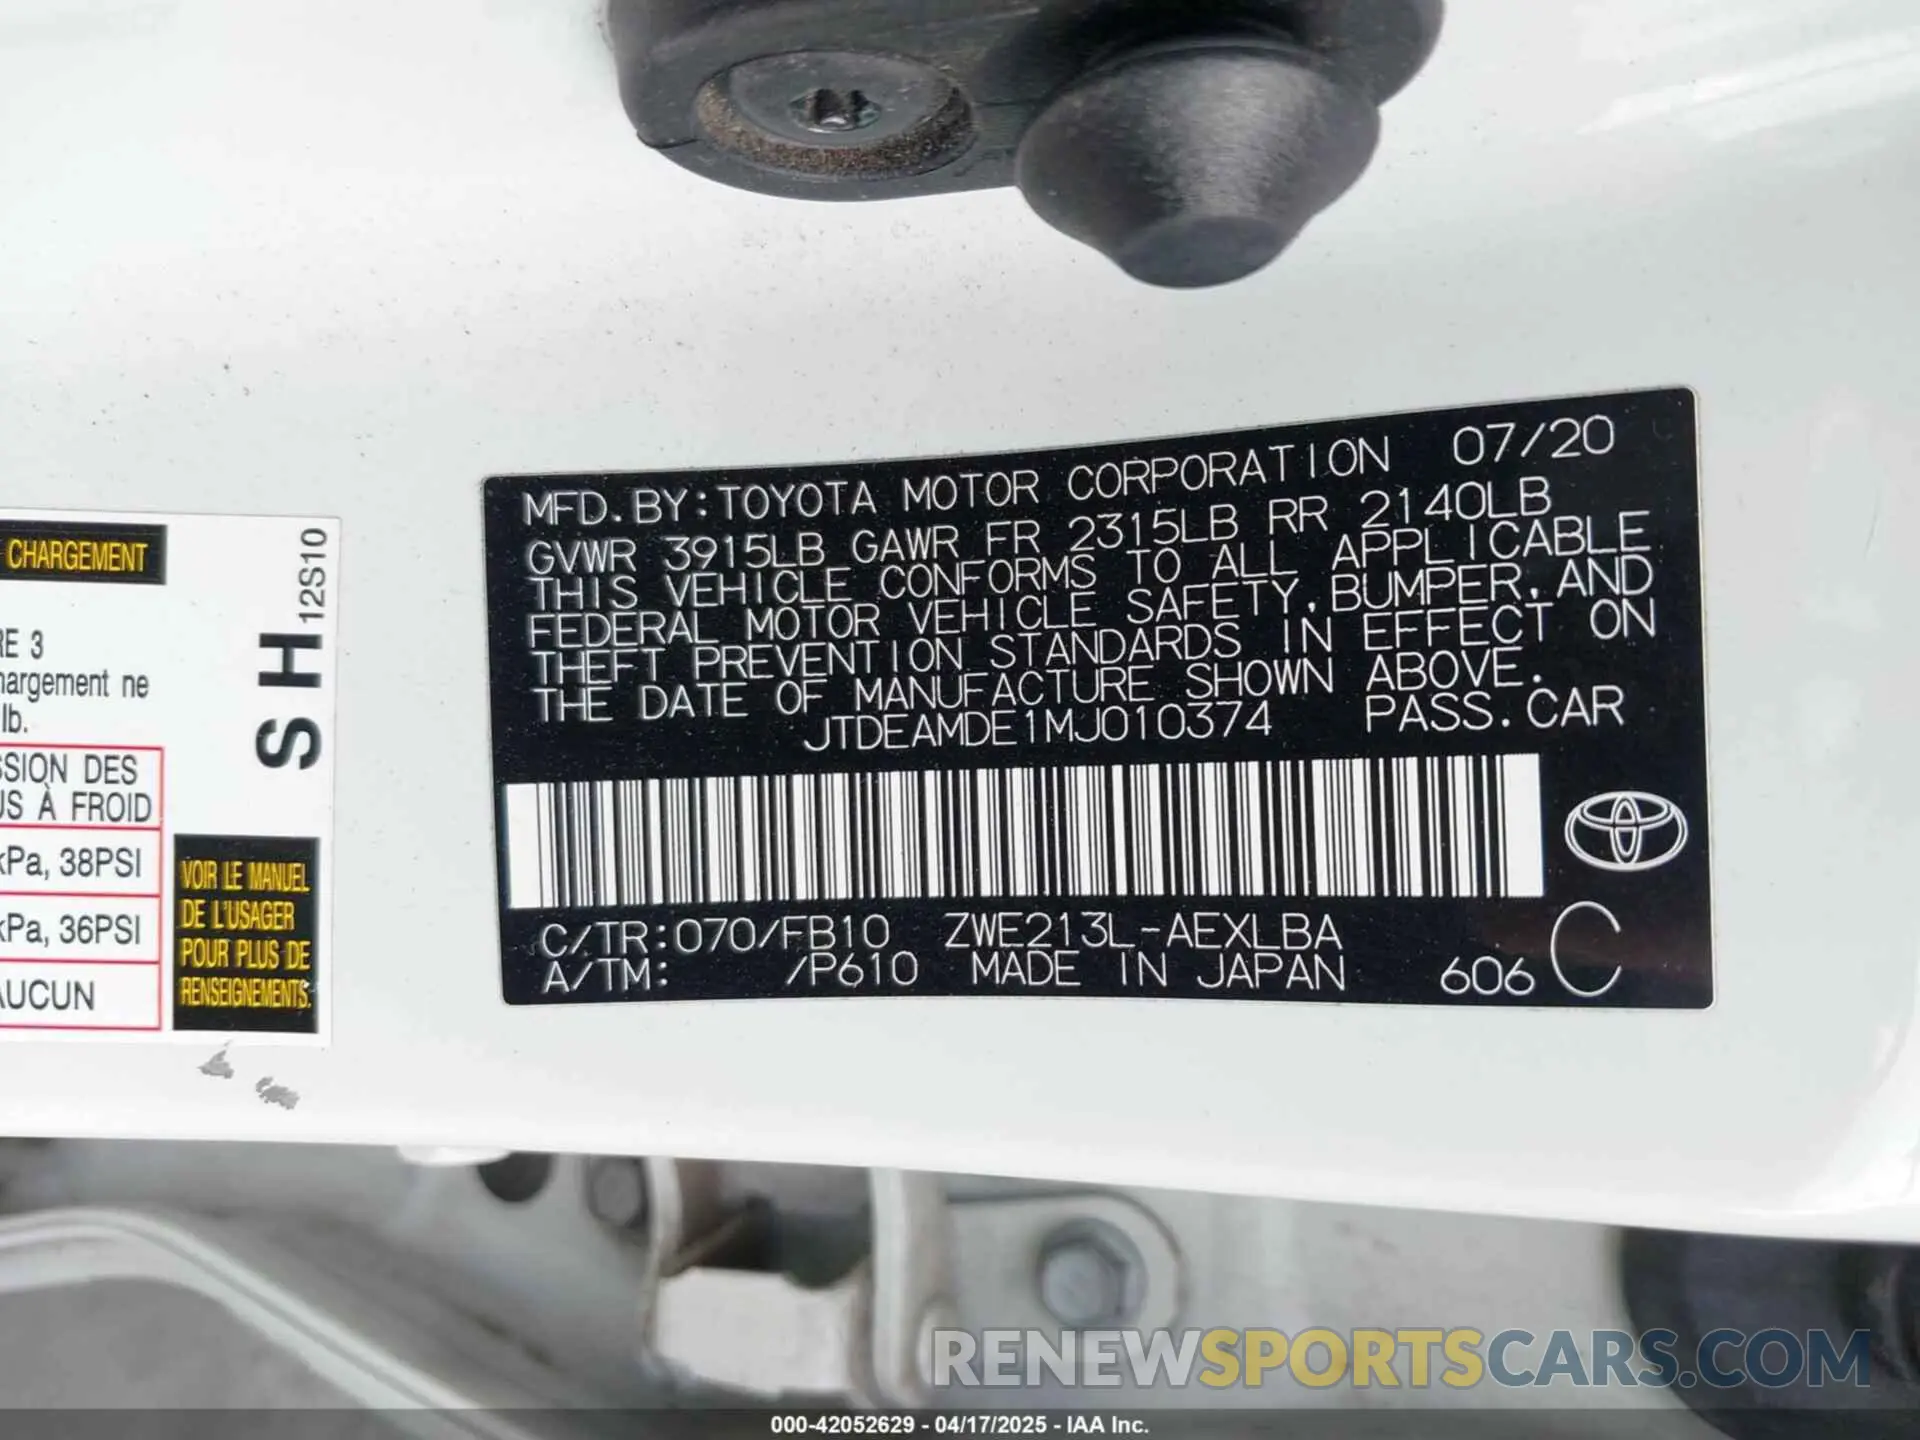 CHARGEMENT
RE 3
hargement ne
lb.
SSION DES
US À FROID
kPa, 38PSI
kPa, 36PSI
AUCUN
SH12S10
VOIR LE MANUEL
DE L'USAGER
POUR PLUS DE
RENSEIGNEMENTS.
MFD.BY:TOYOTA MOTOR CORPORATION 07/20
GVWR 3915LB GAWR FR 2315LB RR 2140LB
THIS VEHICLE CONFORMS TO ALL APPLICABLE
FEDERAL MOTOR VEHICLE SAFETY,BUMPER,AND
THEFT PREVENTION STANDARDS IN EFFECT ON
THE DATE OF MANUFACTURE SHOWN ABOVE.
JTDEAMDE1MJ010374 PASS.CAR
C/TR:070/FB10 ZWE213L-AEXLBA
A/TM: /P610 MADE IN JAPAN 606 C
RENEWSPORTSCARS.COM
000-42052629 - 04/17/2025 - IAA Inc.